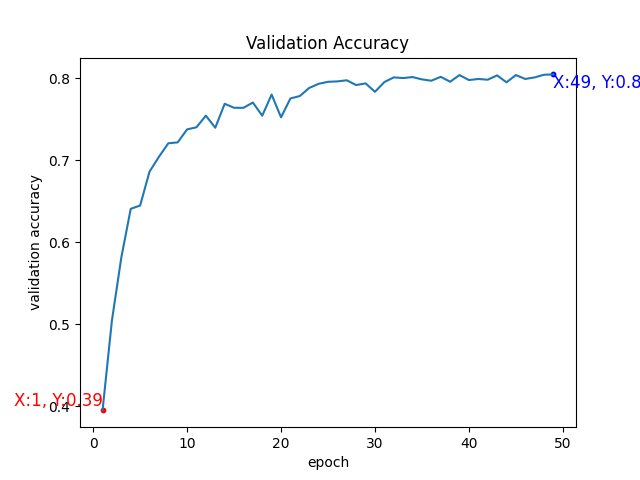 Validation Accuracy
validation accuracy
0.8
0.7
0.6
0.5
0.4
X:1, Y:0.39
X:49, Y:0.8
0
10
20
30
40
50
epoch